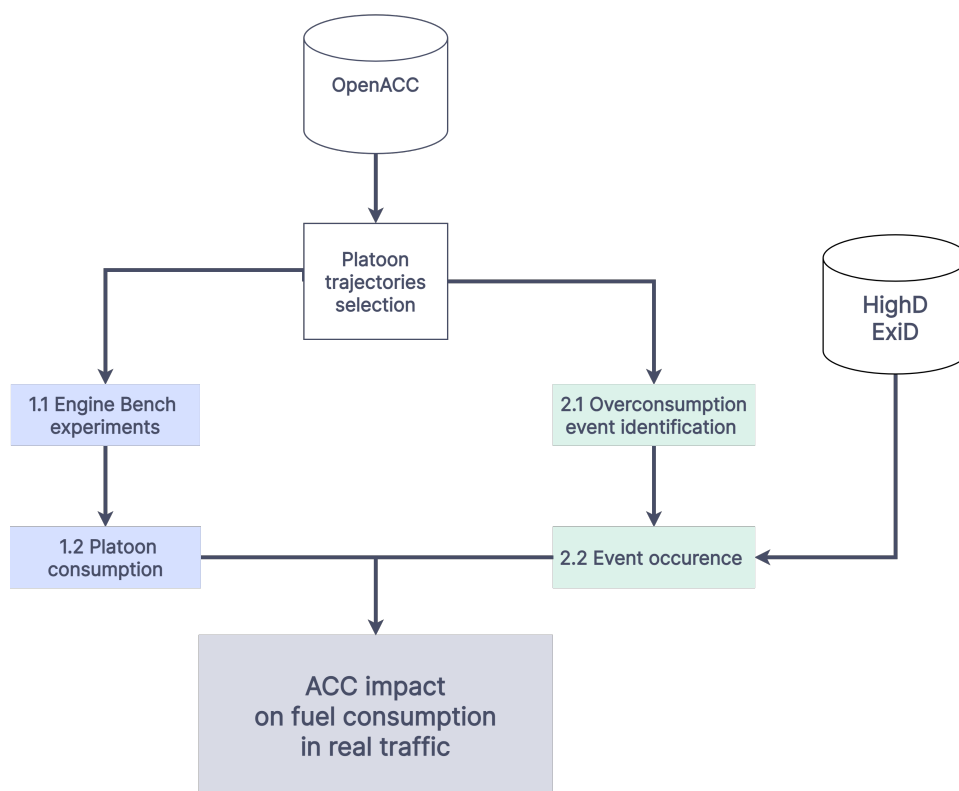 OpenACC
Platoon
trajectories
selection
HighD
ExiD
1.1 Engine Bench
experiments
2.1 Overconsumption
event identification
1.2 Platoon
consumption
2.2 Event occurence
ACC impact
on fuel consumption
in real traffic